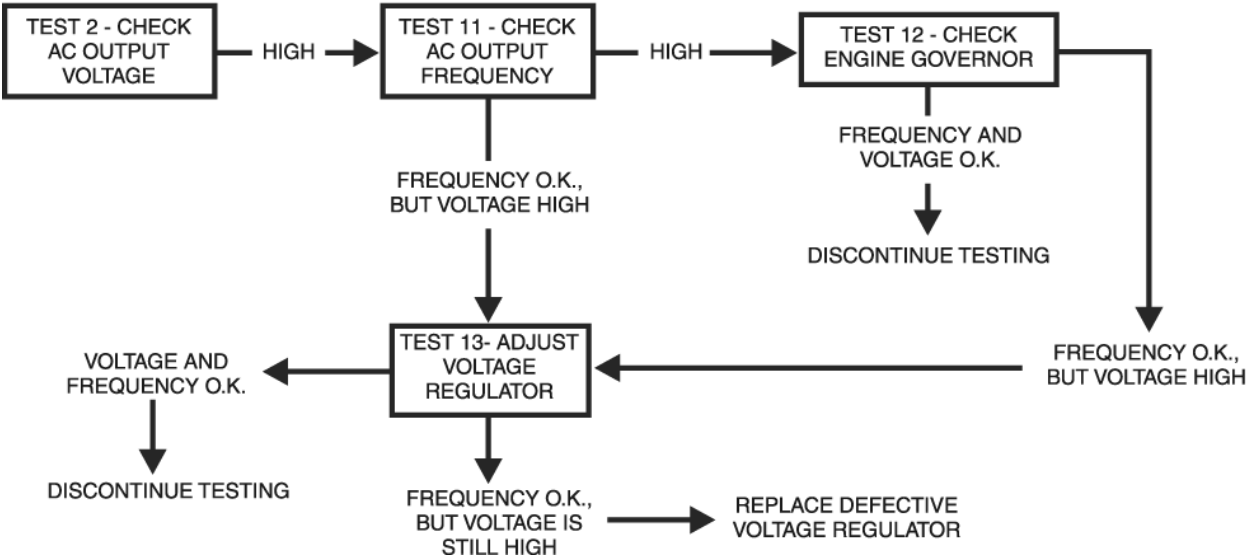 TEST 2 - CHECK
AC OUTPUT
VOLTAGE
HIGH
TEST 11 - CHECK
AC OUTPUT
FREQUENCY
HIGH
TEST 12 - CHECK
ENGINE GOVERNOR
FREQUENCY AND
VOLTAGE O.K.
DISCONTINUE TESTING
FREQUENCY O.K.,
BUT VOLTAGE HIGH
FREQUENCY O.K.,
BUT VOLTAGE HIGH
TEST 13- ADJUST
VOLTAGE
REGULATOR
VOLTAGE AND
FREQUENCY O.K.
DISCONTINUE TESTING
FREQUENCY O.K.,
BUT VOLTAGE IS
STILL HIGH
REPLACE DEFECTIVE
VOLTAGE REGULATOR